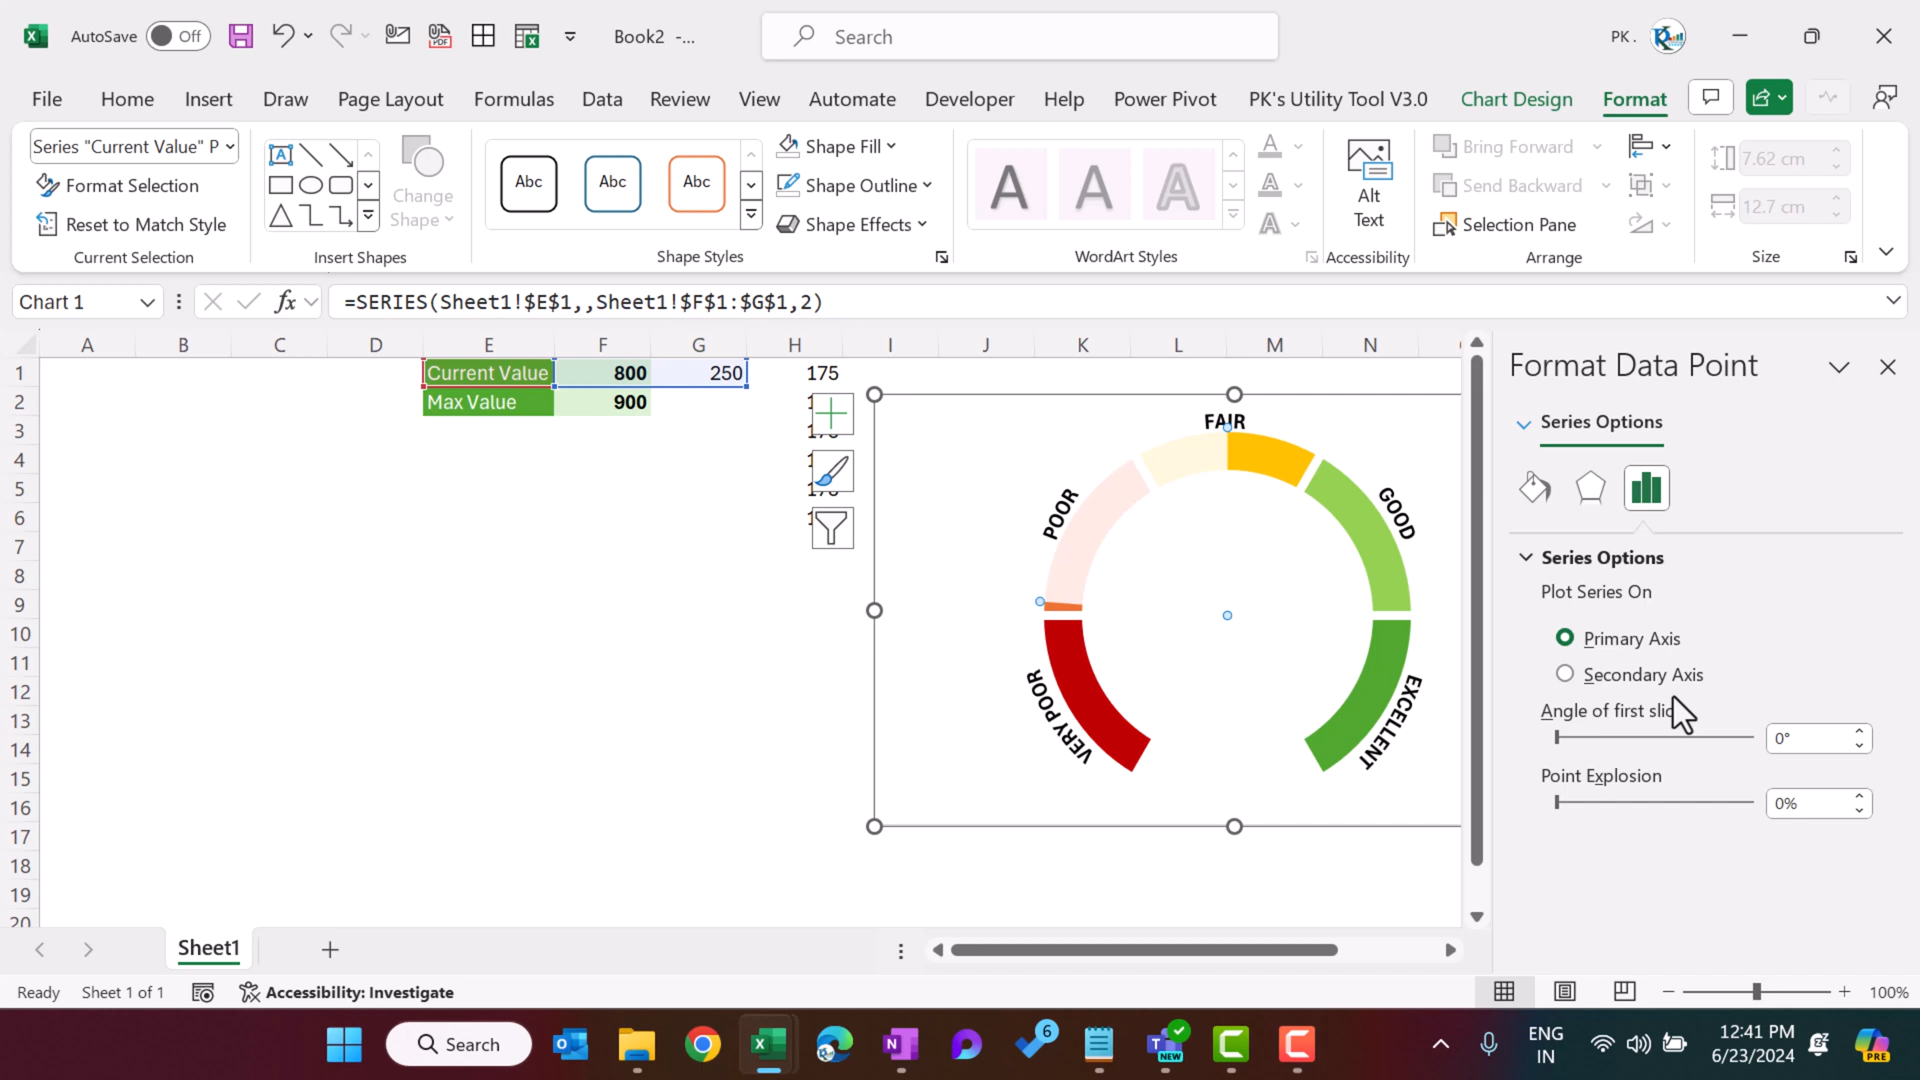 AutoSave Off Book2 -... Search PK .
File Home Insert Draw Page Layout Formulas Data Review View Automate Developer Help Power Pivot PK's Utility Tool V3.0 Chart Design Format
Series "Current Value" P
Format Selection
Reset to Match Style
Current Selection
Change
Shape
Insert Shapes
Abc Abc Abc
Shape Fill
Shape Outline
Shape Effects
Shape Styles
A A A
WordArt Styles
Alt
Text
Accessibility
Bring Forward
Send Backward
Selection Pane
Arrange
7.62 cm
12.7 cm
Size
Chart 1 fx =SERIES(Sheet1!$E$1,,Sheet1!$F$1:$G$1,2)
A B C D E F G H I J K L M N
1 Current Value 800 250 175
2 Max Value 900
3
4
5
6
7
8
9
10
11
12
13
14
15
16
17
18
19
20
FAIR
POOR
GOOD
VERY POOR
EXCELLENT
Format Data Point
Series Options
Series Options
Plot Series On
Primary Axis
Secondary Axis
Angle of first slic
0°
Point Explosion
0%
Sheet1
Ready Sheet 1 of 1 Accessibility: Investigate 100%
Search 6 NEW ENG
IN
12:41 PM
6/23/2024
PRE